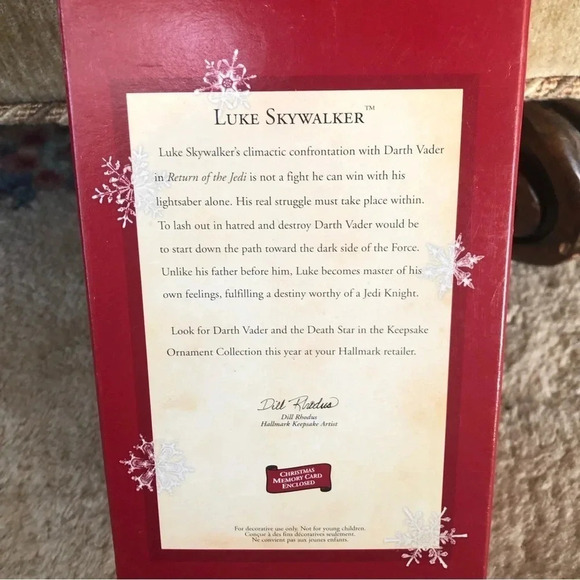 LUKE SKYWALKER™
Luke Skywalker's climactic confrontation with Darth Vader
in Return of the Jedi is not a fight he can win with his
lightsaber alone. His real struggle must take place within.
To lash out in hatred and destroy Darth Vader would be
to start down the path toward the dark side of the Force.
Unlike his father before him, Luke becomes master of his
own feelings, fulfilling a destiny worthy of a Jedi Knight.
Look for Darth Vader and the Death Star in the Keepsake
Ornament Collection this year at your Hallmark retailer.
Dill Rhodus
Dill Rhodus
Hallmark Keepsake Artist
CHRISTMAS
MEMORY CARD
ENCLOSED
For decorative use only. Not for young children.
Conçue à des fins décoratives seulement.
Ne convient pas aux jeunes enfants.